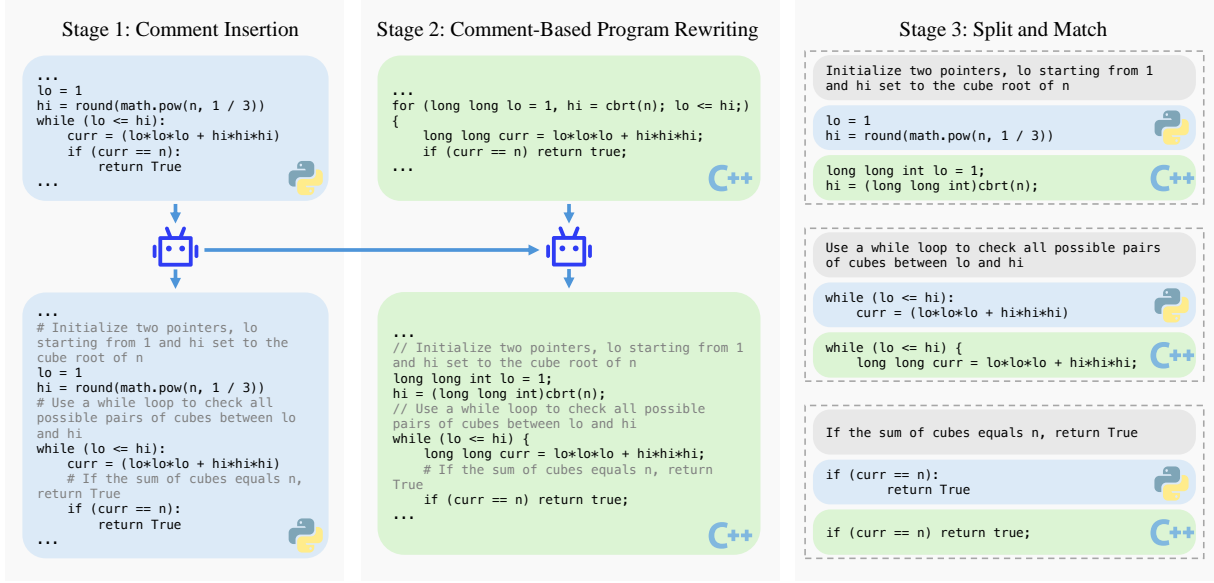 Stage 1: Comment Insertion
...
lo = 1
hi = round(math.pow(n, 1 / 3))
while (lo <= hi):
    curr = (lo*lo*lo + hi*hi*hi)
    if (curr == n):
        return True
...
...
# Initialize two pointers, lo
starting from 1 and hi set to the
cube root of n
lo = 1
hi = round(math.pow(n, 1 / 3))
# Use a while loop to check all
possible pairs of cubes between lo
and hi
while (lo <= hi):
    curr = (lo*lo*lo + hi*hi*hi)
    # If the sum of cubes equals n,
return True
    if (curr == n):
        return True
...
Stage 2: Comment-Based Program Rewriting
...
for (long long lo = 1, hi = cbrt(n); lo <= hi;)
{
    long long curr = lo*lo*lo + hi*hi*hi;
    if (curr == n) return true;
...
C++
...
// Initialize two pointers, lo starting from 1
and hi set to the cube root of n
long long int lo = 1;
hi = (long long int)cbrt(n);
// Use a while loop to check all possible
pairs of cubes between lo and hi
while (lo <= hi) {
    long long curr = lo*lo*lo + hi*hi*hi;
    # If the sum of cubes equals n, return
True
    if (curr == n) return true;
...
C++
Stage 3: Split and Match
Initialize two pointers, lo starting from 1
and hi set to the cube root of n
lo = 1
hi = round(math.pow(n, 1 / 3))
long long int lo = 1;
hi = (long long int)cbrt(n);
C++
Use a while loop to check all possible pairs
of cubes between lo and hi
while (lo <= hi):
    curr = (lo*lo*lo + hi*hi*hi)
while (lo <= hi) {
    long long curr = lo*lo*lo + hi*hi*hi;
C++
If the sum of cubes equals n, return True
if (curr == n):
        return True
if (curr == n) return true;
C++